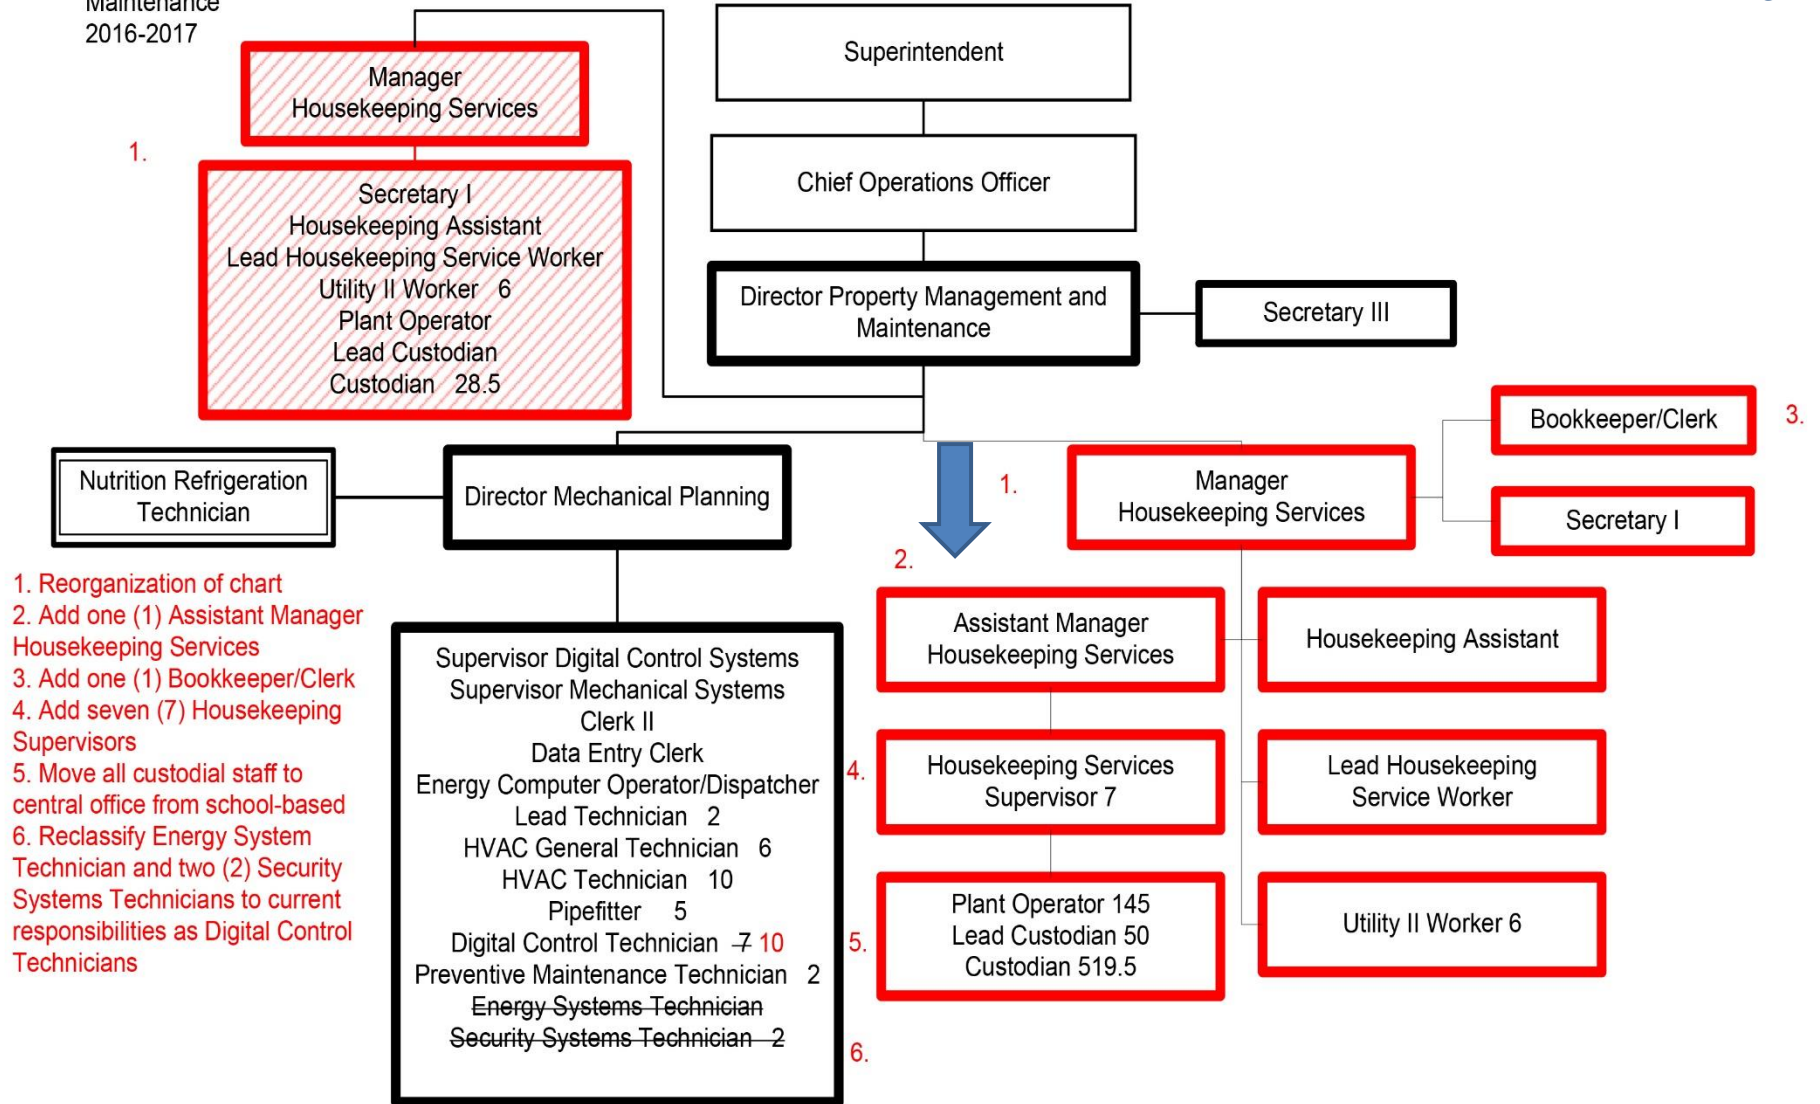 Maintenance
2016-2017
Superintendent
Manager
Housekeeping Services
1.
Secretary I
Housekeeping Assistant
Lead Housekeeping Service Worker
Utility II Worker 6
Plant Operator
Lead Custodian
Custodian 28.5
Chief Operations Officer
Director Property Management and
Maintenance
Secretary III
Bookkeeper/Clerk
3.
Nutrition Refrigeration
Technician
Director Mechanical Planning
1.
Manager
Housekeeping Services
Secretary I
1. Reorganization of chart
2. Add one (1) Assistant Manager
Housekeeping Services
3. Add one (1) Bookkeeper/Clerk
4. Add seven (7) Housekeeping
Supervisors
5. Move all custodial staff to
central office from school-based
6. Reclassify Energy System
Technician and two (2) Security
Systems Technicians to current
responsibilities as Digital Control
Technicians
Supervisor Digital Control Systems
Supervisor Mechanical Systems
Clerk II
Data Entry Clerk
Energy Computer Operator/Dispatcher
Lead Technician 2
HVAC General Technician 6
HVAC Technician 10
Pipefitter 5
Digital Control Technician 7 10
Preventive Maintenance Technician 2
Energy Systems Technician
Security Systems Technician 2
6.
2.
Assistant Manager
Housekeeping Services
Housekeeping Assistant
4.
Housekeeping Services
Supervisor 7
Lead Housekeeping
Service Worker
5.
Plant Operator 145
Lead Custodian 50
Custodian 519.5
Utility II Worker 6